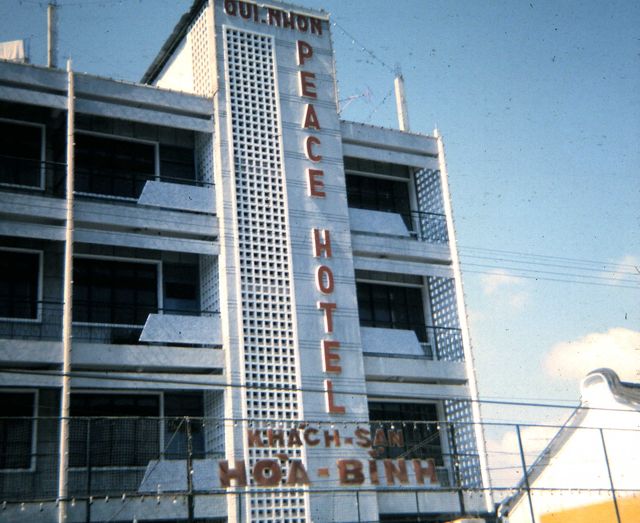 QUI-NHON
PEACE HOTEL
KHÁCH-SẠN
HÒA-BÌNH